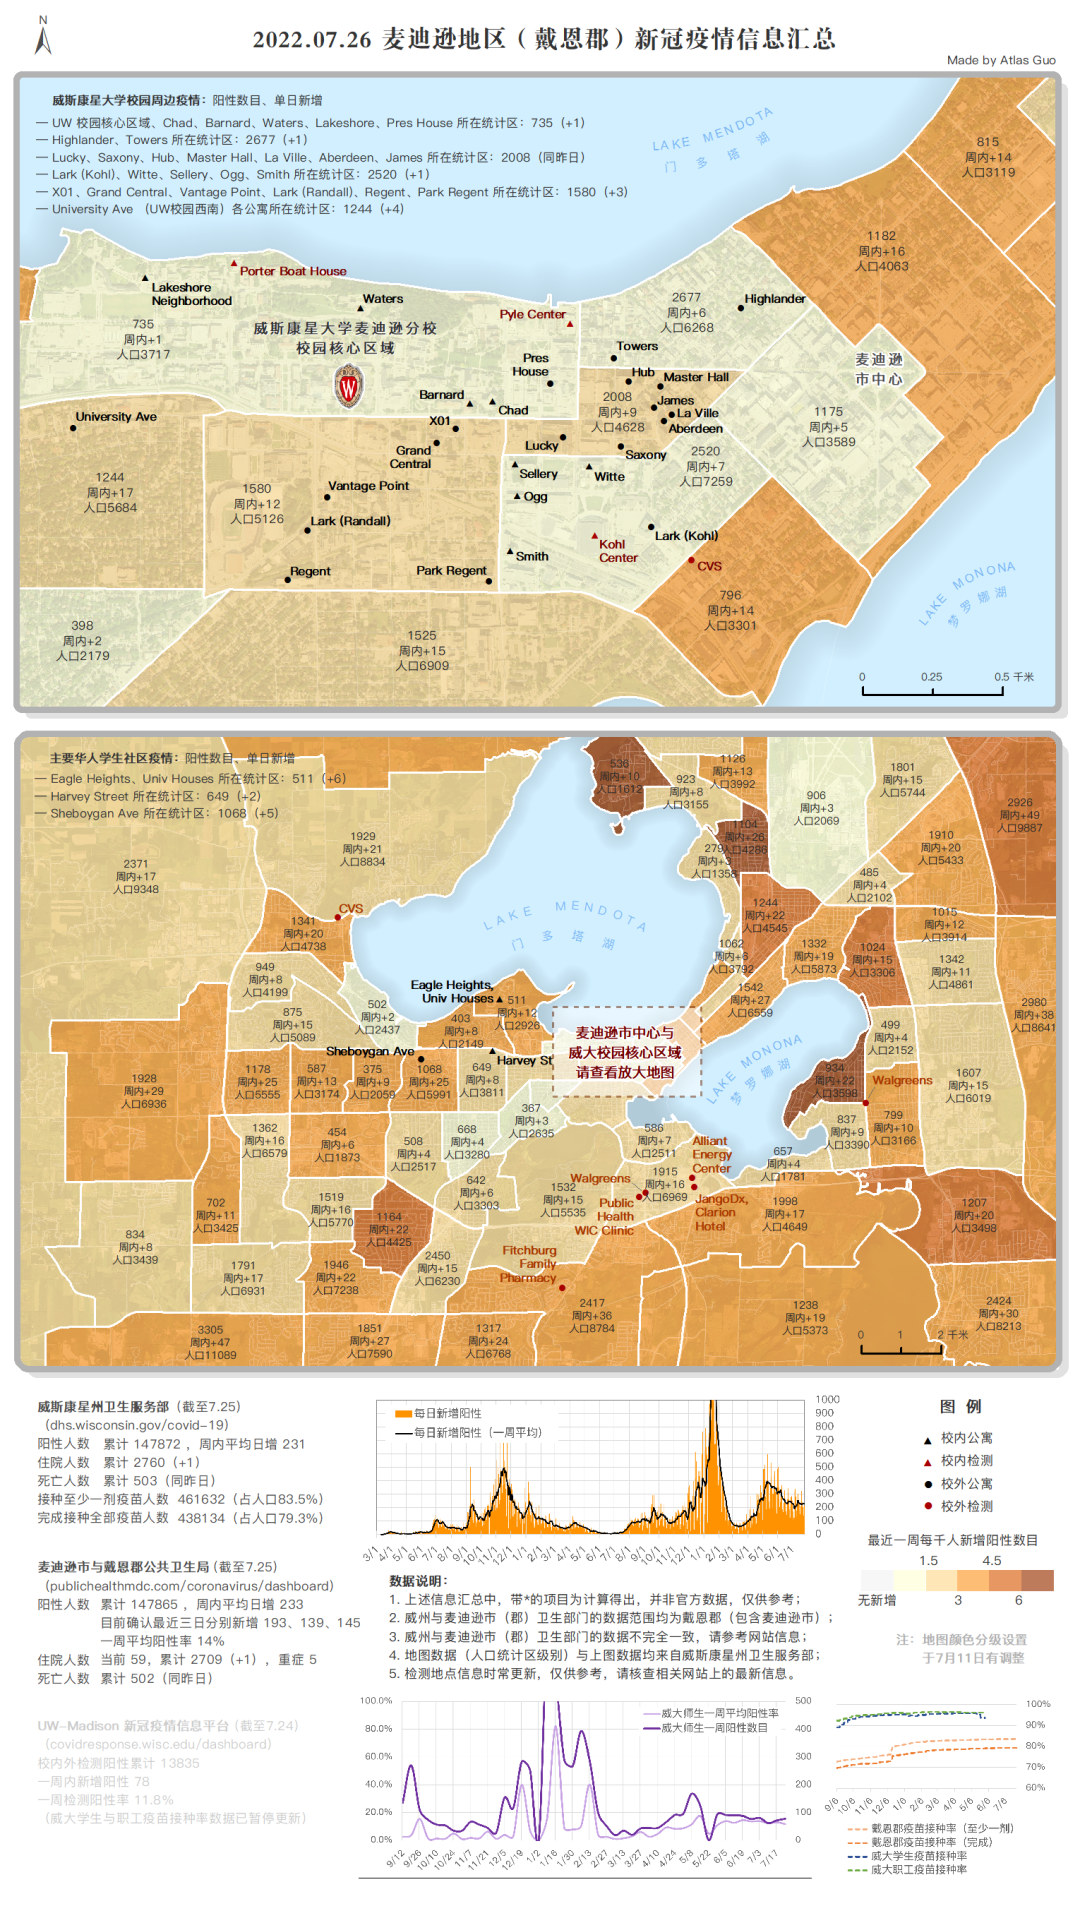 N
2022.07.26 麦迪逊地区（戴恩郡）新冠疫情信息汇总
Made by Atlas Guo
威斯康星大学校园周边疫情：阳性数目、单日新增
— UW 校园核心区域、Chad、Barnard、Waters、Lakeshore、Pres House 所在统计区：735（+1）
— Highlander、Towers 所在统计区：2677（+1）
— Lucky、Saxony、Hub、Master Hall、La Ville、Aberdeen、James 所在统计区：2008（同昨日）
— Lark (Kohl)、Witte、Sellery、Ogg、Smith 所在统计区：2520（+1）
— X01、Grand Central、Vantage Point、Lark (Randall)、Regent、Park Regent 所在统计区：1580（+3）
— University Ave （UW校园西南）各公寓所在统计区：1244（+4）
LAKE MENDOTA
门 多 塔 湖
815
周内+14
人口3119
1182
周内+16
人口4063
Porter Boat House
Lakeshore
Neighborhood
Waters
735
周内+1
人口3717
威斯康星大学麦迪逊分校
校园核心区域
W
Pyle Center
2677
周内+6
人口6268
Highlander
Towers
Pres
House
Hub
Master Hall
麦迪逊
市中心
Barnard
Chad
2008
周内+9
人口4628
James
La Ville
Aberdeen
1175
周内+5
人口3589
University Ave
X01
Grand
Central
Lucky
Saxony
2520
周内+7
人口7259
Sellery
Witte
1244
周内+17
人口5684
1580
周内+12
人口5126
Vantage Point
Ogg
Lark (Randall)
Lark (Kohl)
Kohl
Center
Smith
CVS
Regent
Park Regent
LAKE MONONA
梦 罗 娜 湖
796
周内+14
人口3301
398
周内+2
人口2179
1525
周内+15
人口6909
0 0.25 0.5 千米
主要华人学生社区疫情：阳性数目、单日新增
— Eagle Heights、Univ Houses 所在统计区：511（+6）
— Harvey Street 所在统计区：649（+2）
— Sheboygan Ave 所在统计区：1068（+5）
536
周内+10
人口1612
923
周内+8
人口3155
1126
周内+13
人口3992
906
周内+3
人口2069
1801
周内+15
人口5744
2926
周内+49
人口9887
2371
周内+17
人口9348
1929
周内+21
人口8834
1104
周内+26
人口4286
279
周内+3
人口1358
1910
周内+20
人口5433
485
周内+4
人口2102
CVS
1341
周内+20
人口4738
LAKE MENDOTA
门 多 塔 湖
1244
周内+22
人口4545
1062
周内+6
人口3792
1332
周内+19
人口5873
1024
周内+15
人口3306
1015
周内+12
人口3914
1342
周内+11
人口4861
949
周内+8
人口4199
502
周内+2
人口2437
Eagle Heights,
Univ Houses
511
周内+12
人口2926
1542
周内+27
人口6559
2980
周内+38
人口8641
875
周内+15
人口5089
403
周内+8
人口2149
麦迪逊市中心与
威大校园核心区域
请查看放大地图
499
周内+4
人口2152
Sheboygan Ave
Harvey St
LAKE MONONA
梦 罗 娜 湖
1928
周内+29
人口6936
1178
周内+25
人口5555
587
周内+13
人口3174
375
周内+9
人口2059
1068
周内+25
人口5991
649
周内+8
人口3811
934
周内+22
人口3598
Walgreens
1607
周内+15
人口6019
367
周内+3
人口2635
837
周内+9
人口3390
799
周内+10
人口3166
1362
周内+16
人口6579
454
周内+6
人口1873
508
周内+4
人口2517
668
周内+4
人口3280
586
周内+7
人口2511
Alliant
Energy
Center
657
周内+4
人口1781
702
周内+11
人口3425
1519
周内+16
人口5770
642
周内+6
人口3303
1532
周内+15
人口5535
Walgreens
1915
周内+16
人口6969
Public
Health
WIC Clinic
JangoDx,
Clarion
Hotel
1998
周内+17
人口4649
1207
周内+20
人口3498
1164
周内+22
人口4425
834
周内+8
人口3439
1791
周内+17
人口6931
1946
周内+22
人口7238
2450
周内+15
人口6230
Fitchburg
Family
Pharmacy
2417
周内+36
人口8784
1238
周内+19
人口5373
2424
周内+30
人口8213
3305
周内+47
人口11089
1851
周内+27
人口7590
1317
周内+24
人口6768
0 1 2 千米
威斯康星州卫生服务部（截至7.25）
（dhs.wisconsin.gov/covid-19）
阳性人数 累计 147872 ，周内平均日增 231
住院人数 累计 2760（+1）
死亡人数 累计 503（同昨日）
接种至少一剂疫苗人数 461632（占人口83.5%）
完成接种全部疫苗人数 438134（占人口79.3%）
麦迪逊市与戴恩郡公共卫生局（截至7.25）
（publichealthmdc.com/coronavirus/dashboard）
阳性人数 累计 147865 ，周内平均日增 233
目前确认最近三日分别新增 193、139、145
一周平均阳性率 14%
住院人数 当前 59，累计 2709（+1），重症 5
死亡人数 累计 502（同昨日）
UW-Madison 新冠疫情信息平台（截至7.24）
（covidresponse.wisc.edu/dashboard）
校内外检测阳性累计 13835
一周内新增阳性 78
一周检测阳性率 11.8%
（威大学生与职工疫苗接种率数据已暂停更新）
每日新增阳性
每日新增阳性（一周平均）
1000
900
800
700
600
500
400
300
200
100
0
3/1 4/1 5/1 6/1 7/1 8/1 9/1 10/1 11/1 12/1 1/1 2/1 3/1 4/1 5/1 6/1 7/1 8/1 9/1 10/1 11/1 12/1 1/1 2/1 3/1 4/1 5/1 6/1 7/1
数据说明：
1. 上述信息汇总中，带*的项目为计算得出，并非官方数据，仅供参考；
2. 威州与麦迪逊市（郡）卫生部门的数据范围均为戴恩郡（包含麦迪逊市）；
3. 威州与麦迪逊市（郡）卫生部门的数据不完全一致，请参考网站信息；
4. 地图数据（人口统计区级别）与上图数据均来自威斯康星州卫生服务部；
5. 检测地点信息时常更新，仅供参考，请核查相关网站上的最新信息。
图 例
校内公寓
校内检测
校外公寓
校外检测
最近一周每千人新增阳性数目
1.5 4.5
无新增 3 6
注：地图颜色分级设置
于7月11日有调整
100.0%
80.0%
60.0%
40.0%
20.0%
0.0%
威大师生一周平均阳性率
威大师生一周阳性数目
500
400
300
200
100
0
9/12 9/26 10/10 10/24 11/7 11/21 12/5 12/19 1/2 1/16 1/30 2/13 2/27 3/13 3/27 4/10 4/24 5/8 5/22 6/5 6/19 7/3 7/17
100%
90%
80%
70%
60%
9/6 10/6 11/6 12/6 1/6 2/6 3/6 4/6 5/6 6/6 7/6
戴恩郡疫苗接种率（至少一剂）
戴恩郡疫苗接种率（完成）
威大学生疫苗接种率
威大职工疫苗接种率